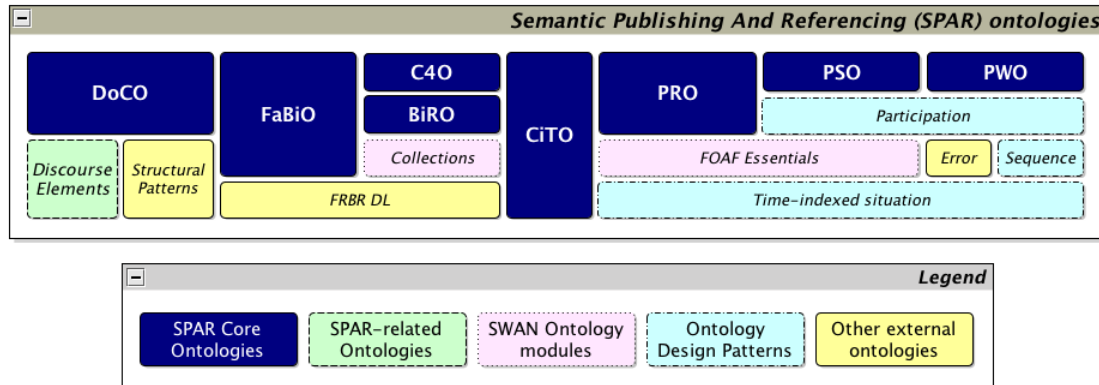 Semantic Publishing And Referencing (SPAR) ontologies
DoCO
FaBiO
C4O
BiRO
CiTO
PRO
PSO
PWO
Participation
Discourse
Elements
Structural
Patterns
Collections
FOAF Essentials
Error
Sequence
FRBR DL
Time-indexed situation
Legend
SPAR Core
Ontologies
SPAR-related
Ontologies
SWAN Ontology
modules
Ontology
Design Patterns
Other external
ontologies